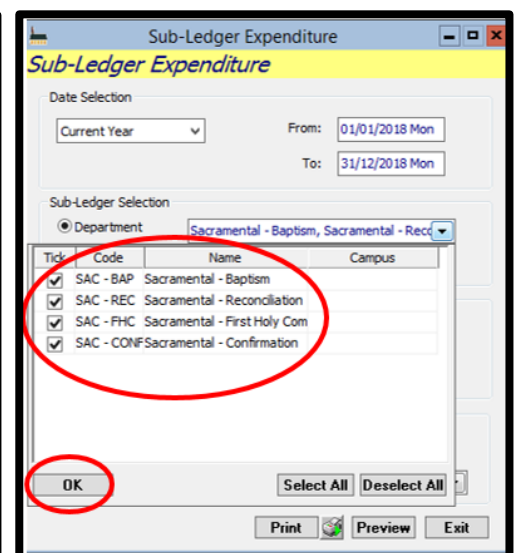 Sub-Ledger Expenditure
Sub-Ledger Expenditure
Date Selection
Current Year From: 01/01/2018 Mon
To: 31/12/2018 Mon
Sub-Ledger Selection
Department Sacramental - Baptism, Sacramental - Reco
Tick Code Name Campus
SAC - BAP Sacramental - Baptism
SAC - REC Sacramental - Reconciliation
SAC - FHC Sacramental - First Holy Com
SAC - CONF Sacramental - Confirmation
OK Select All Deselect All
Print Preview Exit